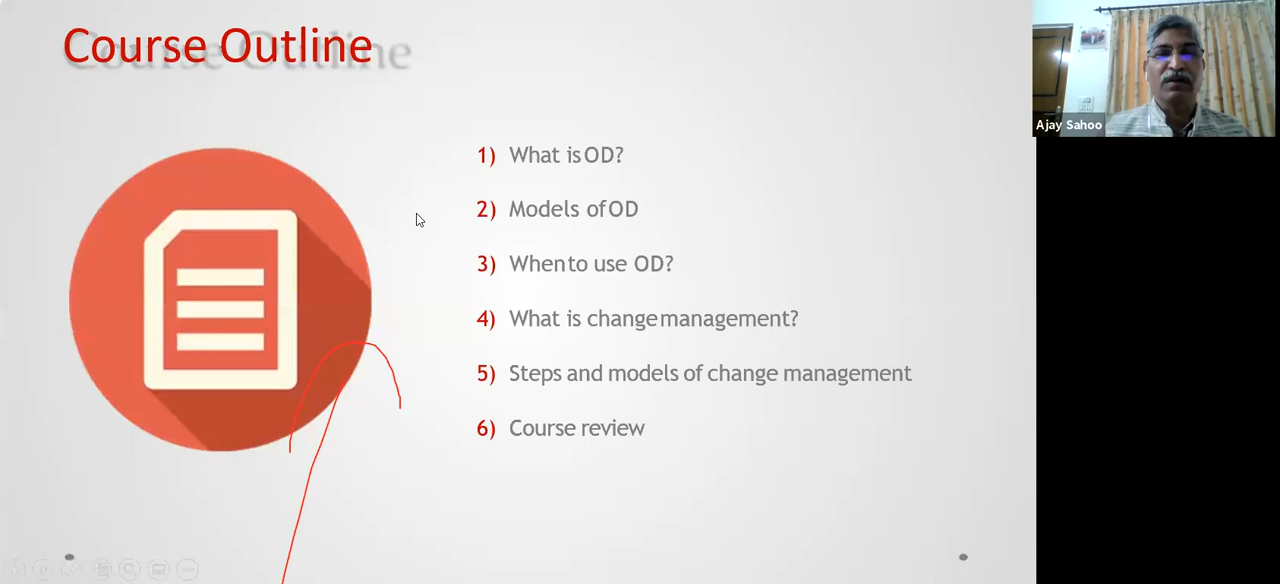 Course Outline
1) What is OD?
2) Models of OD
3) When to use OD?
4) What is change management?
5) Steps and models of change management
6) Course review
Ajay Sahoo